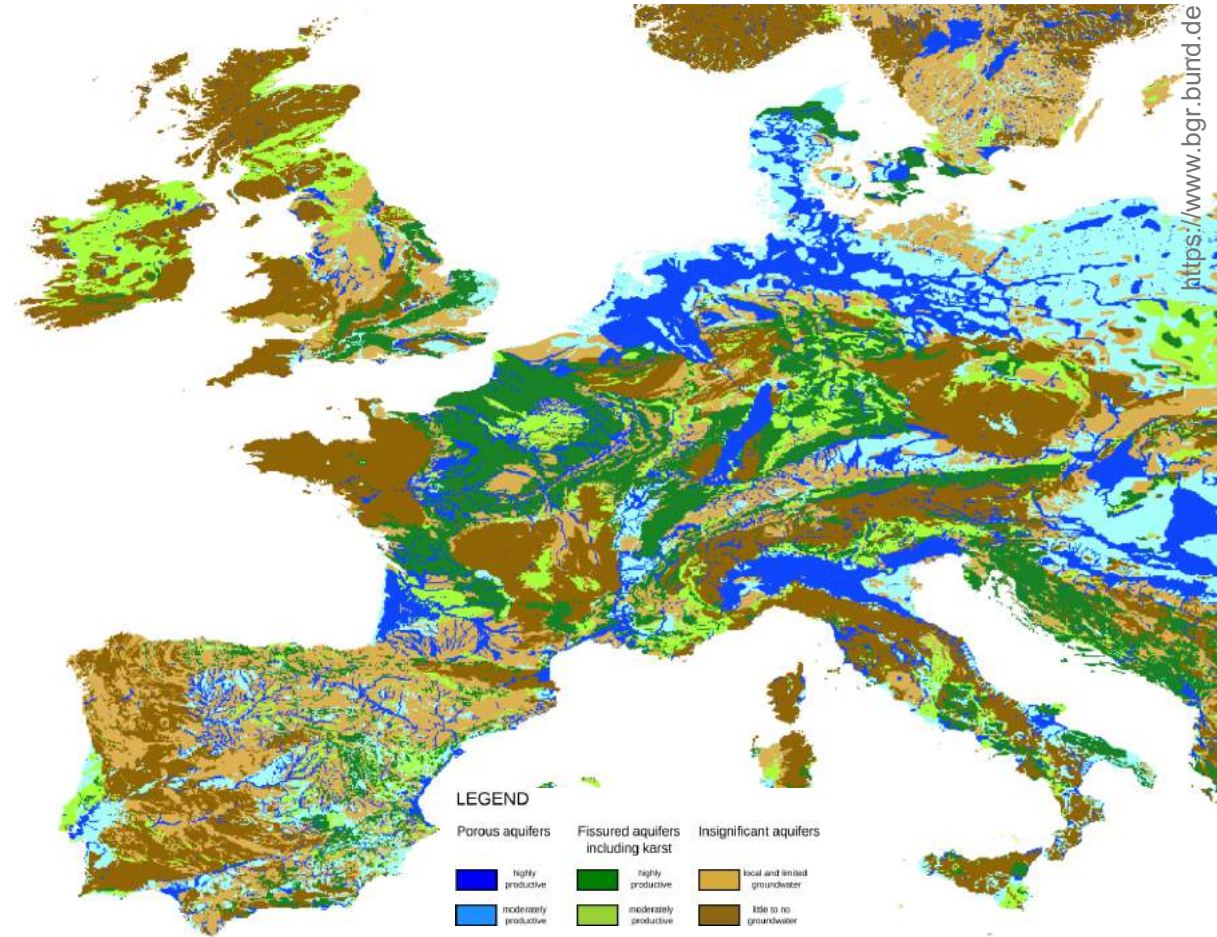 https://www.bgr.bund.de
LEGEND
Porous aquifers
Fissured aquifers
including karst
Insignificant aquifers
highly
productive
highly
productive
local and limited
groundwater
moderately
productive
moderately
productive
little to no
groundwater